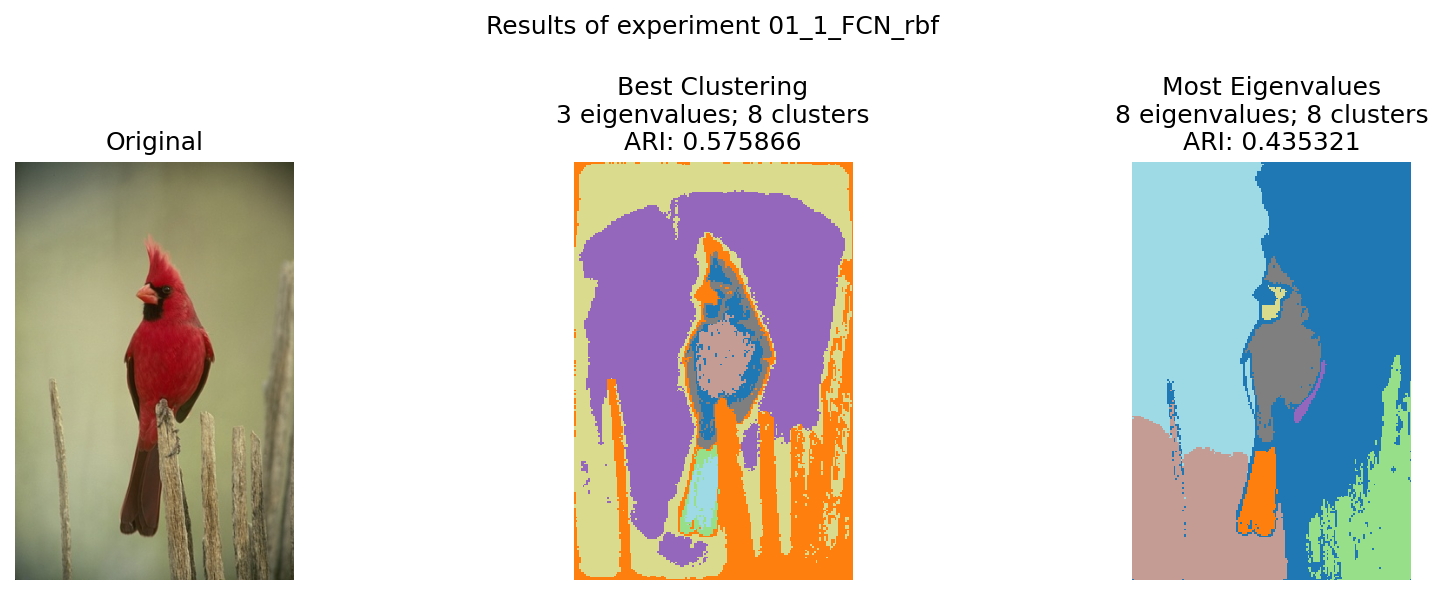 Results of experiment 01_1_FCN_rbf
Original
Best Clustering
3 eigenvalues; 8 clusters
ARI: 0.575866
Most Eigenvalues
8 eigenvalues; 8 clusters
ARI: 0.435321